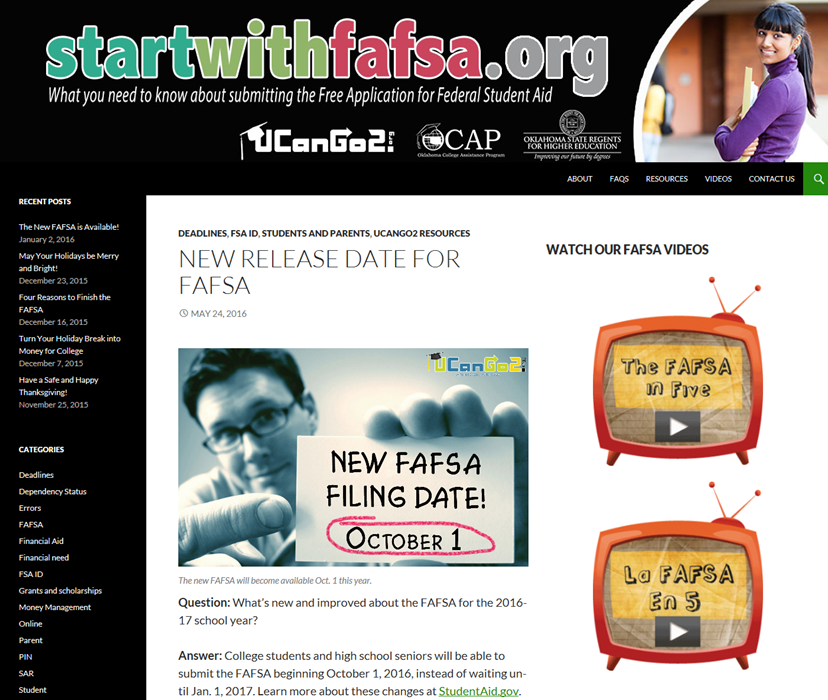 startwithfafsa.org
What you need to know about submitting the Free Application for Federal Student Aid
UCanGo2.org
OCAP
Oklahoma College Assistance Program
OKLAHOMA STATE REGENTS
FOR HIGHER EDUCATION
Improving our future by degrees
ABOUT FAQS RESOURCES VIDEOS CONTACT US
RECENT POSTS
The New FAFSA is Available!
January 2, 2016
May Your Holidays be Merry
and Bright!
December 23, 2015
Four Reasons to Finish the
FAFSA
December 16, 2015
Turn Your Holiday Break into
Money for College
December 7, 2015
Have a Safe and Happy
Thanksgiving!
November 25, 2015
CATEGORIES
Deadlines
Dependency Status
Errors
FAFSA
Financial Aid
Financial need
FSA ID
Grants and scholarships
Money Management
Online
Parent
PIN
SAR
Student
DEADLINES, FSA ID, STUDENTS AND PARENTS, UCANGO2 RESOURCES
NEW RELEASE DATE FOR
FAFSA
MAY 24, 2016
UCanGo2
NEW FAFSA
FILING DATE!
OCTOBER 1
The new FAFSA will become available Oct. 1 this year.
Question: What's new and improved about the FAFSA for the 2016-
17 school year?
Answer: College students and high school seniors will be able to
submit the FAFSA beginning October 1, 2016, instead of waiting un-
til Jan. 1, 2017. Learn more about these changes at StudentAid.gov.
WATCH OUR FAFSA VIDEOS
The FAFSA
in Five
La FAFSA
En 5